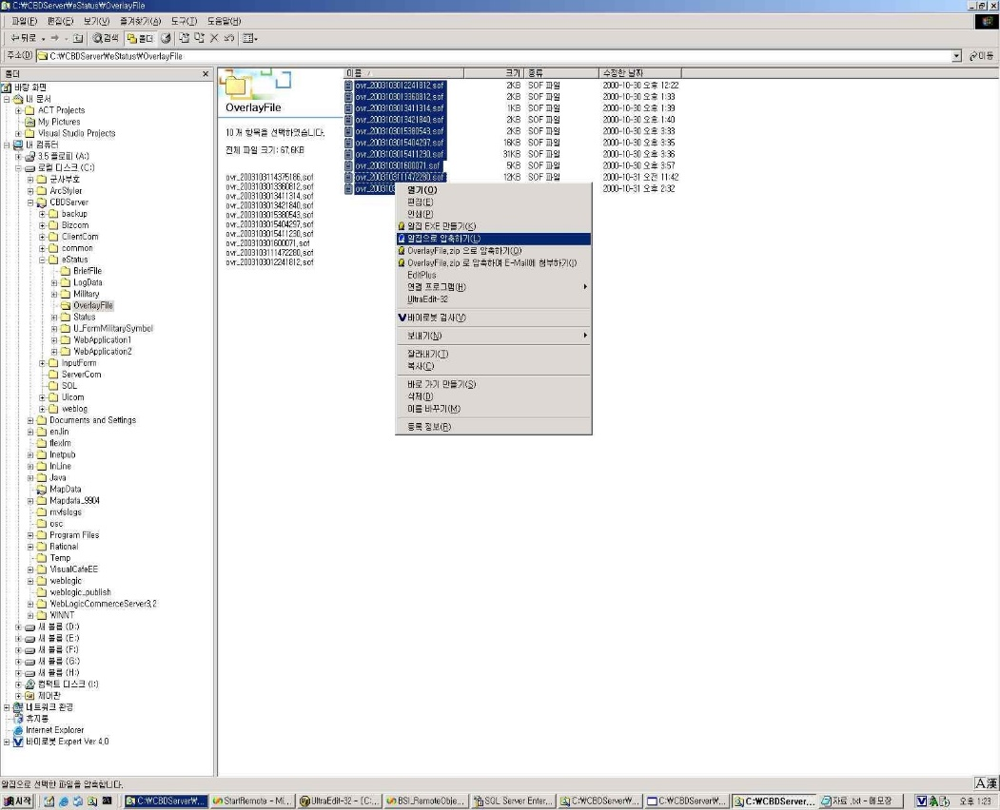 C:\CBDServer\eStatus\OverlayFile
파일(F) 편집(E) 보기(V) 즐겨찾기(A) 도구(T) 도움말(H)
뒤로 검색 폴더
주소(D) C:\CBDServer\eStatus\OverlayFile 이동
폴더
바탕 화면
내 문서
ACT Projects
My Pictures
Visual Studio Projects
내 컴퓨터
3.5 플로피 (A:)
로컬 디스크 (C:)
군사부호
ArcStyler
CBDServer
backup
Bizcom
ClientCom
common
eStatus
BriefFile
LogData
Military
OverlayFile
Status
U_FormMilitarySymbol
WebApplication1
WebApplication2
InputForm
ServerCom
SQL
UIcom
weblog
Documents and Settings
enJin
flexlm
Inetpub
InLine
Java
MapData
Mapdata_9904
mvfslogs
osc
Program Files
Rational
Temp
VisualCafeEE
weblogic
weblogic_publish
WebLogicCommerceServer3.2
WINNT
새 볼륨 (D:)
새 볼륨 (E:)
새 볼륨 (F:)
새 볼륨 (G:)
새 볼륨 (H:)
컴팩트 디스크 (I:)
제어판
네트워크 환경
휴지통
Internet Explorer
바이로봇 Expert Ver 4.0
OverlayFile
10 개 항목을 선택하였습니다.
전체 파일 크기: 67.6KB
ovr_2003103114375186.sof
ovr_2003103013360812.sof
ovr_2003103013411314.sof
ovr_2003103013421840.sof
ovr_2003103015380543.sof
ovr_2003103015404297.sof
ovr_2003103015411230.sof
ovr_200310301600071.sof
ovr_2003103111472280.sof
ovr_2003103012241812.sof
이름 크기 종류 수정한 날짜
ovr_2003103012241812.sof 2KB SOF 파일 2000-10-30 오후 12:22
ovr_2003103013360812.sof 2KB SOF 파일 2000-10-30 오후 1:33
ovr_2003103013411314.sof 1KB SOF 파일 2000-10-30 오후 1:39
ovr_2003103013421840.sof 2KB SOF 파일 2000-10-30 오후 1:40
ovr_2003103015380543.sof 2KB SOF 파일 2000-10-30 오후 3:33
ovr_2003103015404297.sof 16KB SOF 파일 2000-10-30 오후 3:35
ovr_2003103015411230.sof 31KB SOF 파일 2000-10-30 오후 3:36
ovr_200310301600071.sof 5KB SOF 파일 2000-10-30 오후 3:57
ovr_2003103111472280.sof 12KB SOF 파일 2000-10-31 오전 11:42
ovr_200310 2000-10-31 오후 2:32
열기(O)
편집(E)
인쇄(P)
알집 EXE 만들기(K)
알집으로 압축하기(L)
OverlayFile.zip 으로 압축하기(Q)
OverlayFile.zip 로 압축하여 E-Mail에 첨부하기(J)
EditPlus
연결 프로그램(H)
UltraEdit-32
바이로봇 검사(V)
보내기(N)
잘라내기(T)
복사(C)
바로 가기 만들기(S)
삭제(D)
이름 바꾸기(M)
등록 정보(R)
알집으로 선택한 파일을 압축합니다.
A漢
시작 C:\CBDServer\... StartRemote - Mi... UltraEdit-32 - [C:... BSI_RemoteObje... SQL Server Enter... C:\CBDServer\... C:\CBDServer\... C:\CBDServer... 자료 .txt - 메모장 오후 1:23